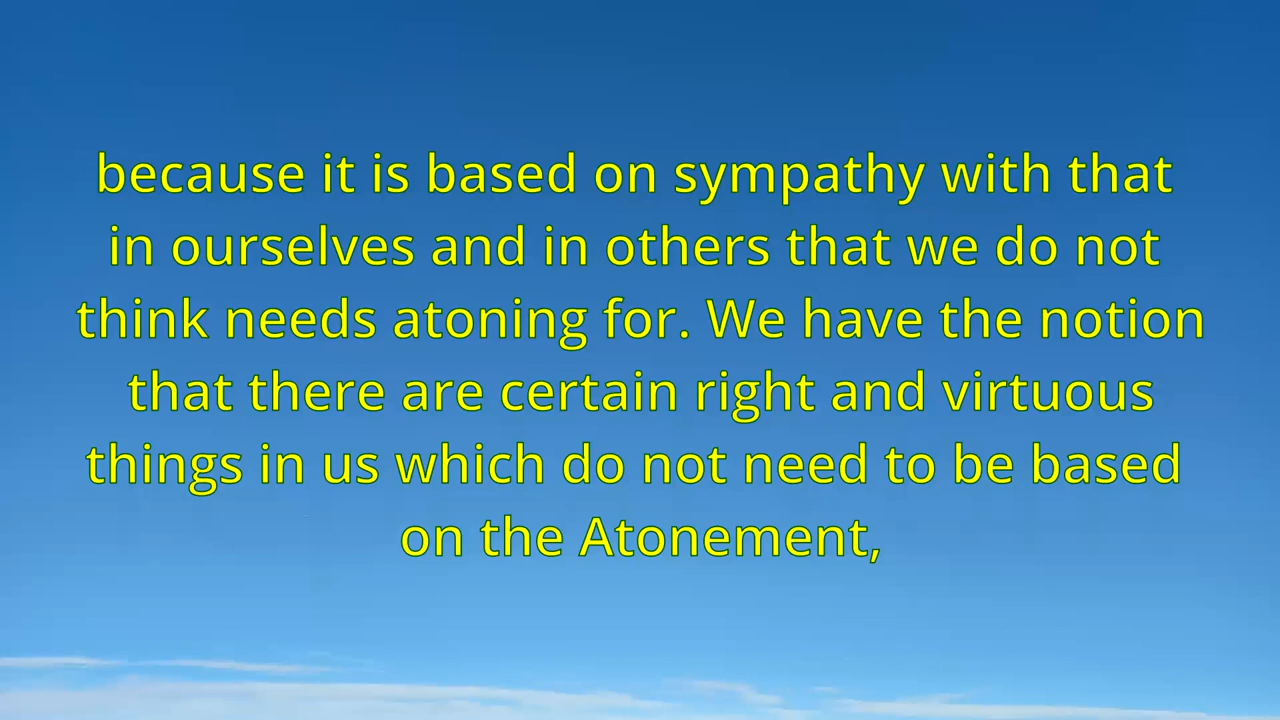 because it is based on sympathy with that
in ourselves and in others that we do not
think needs atoning for. We have the notion
that there are certain right and virtuous
things in us which do not need to be based
on the Atonement,